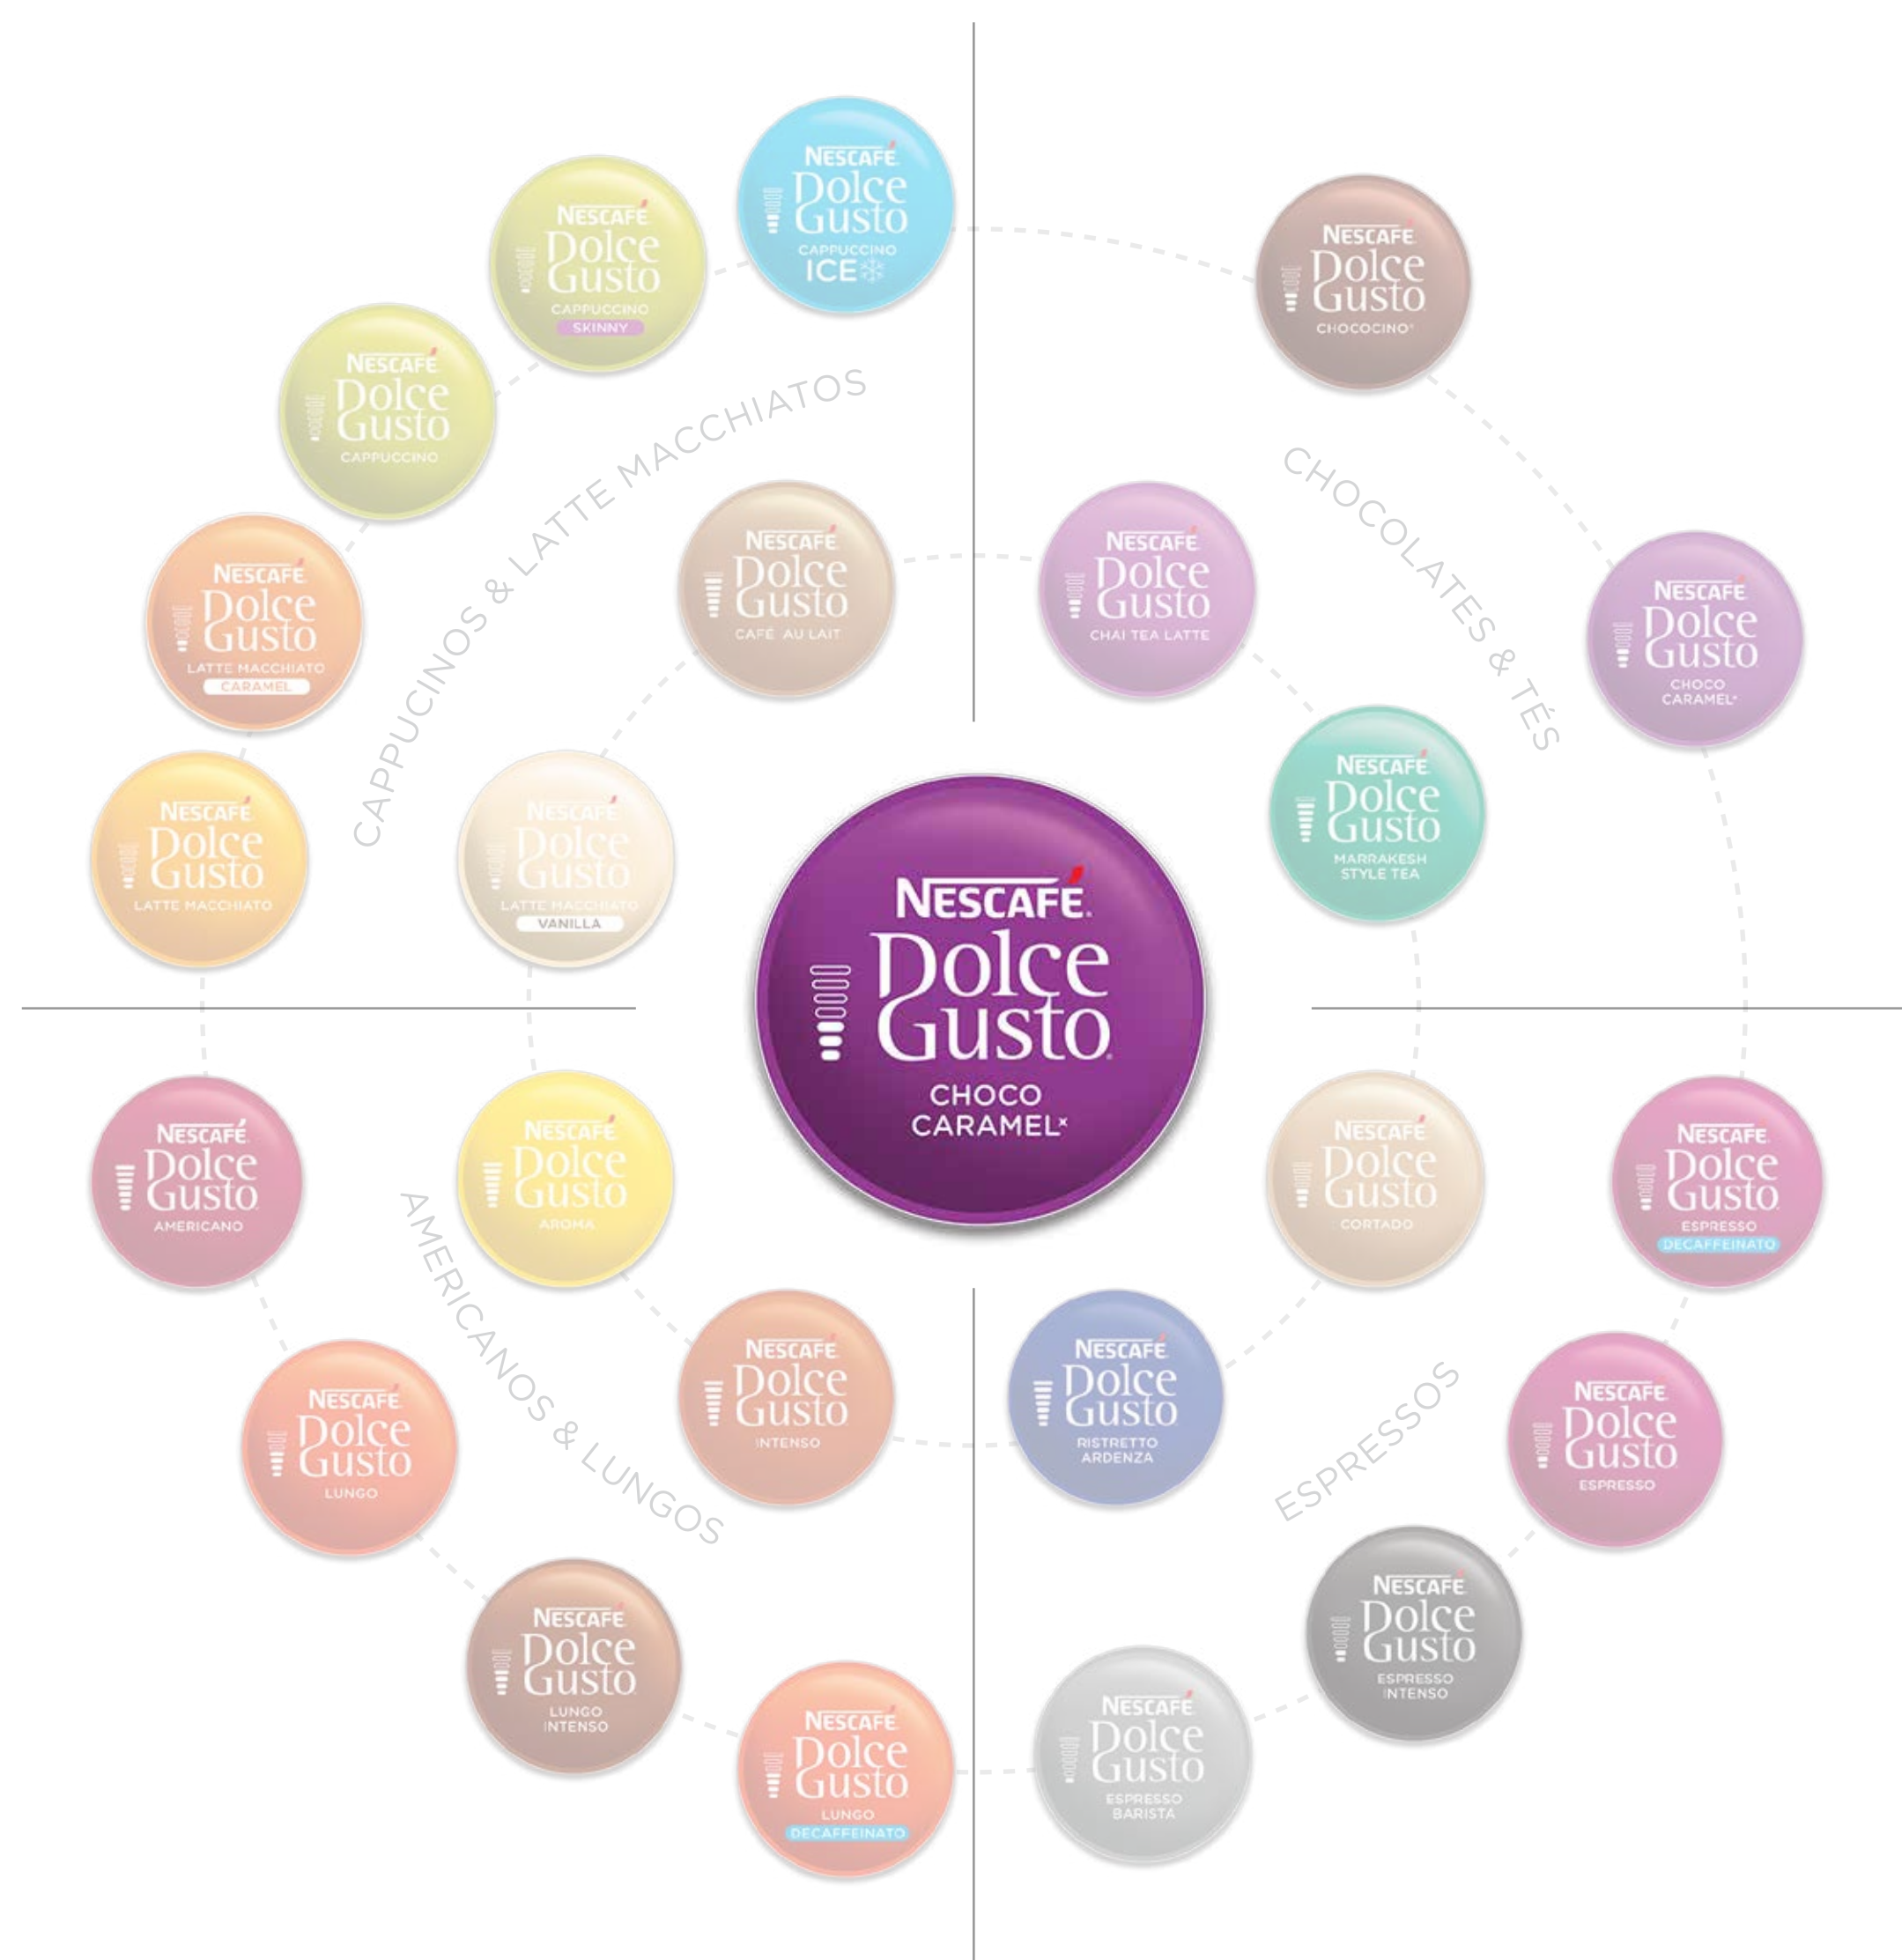 NESCAFÉ
Dolce
Gusto
CAPPUCCINO
ICE
NESCAFÉ
Dolce
Gusto
CAPPUCCINO
SKINNY
NESCAFÉ
Dolce
Gusto
CAPPUCCINO
NESCAFÉ
Dolce
Gusto
LATTE MACCHIATO
CARAMEL
NESCAFÉ
Dolce
Gusto
LATTE MACCHIATO
CAPPUCINOS & LATTE MACCHIATOS
NESCAFÉ
Dolce
Gusto
CAFÉ AU LAIT
NESCAFÉ
Dolce
Gusto
LATTE MACCHIATO
VANILLA
NESCAFÉ
Dolce
Gusto
CHOCOCINO*
NESCAFÉ
Dolce
Gusto
CHOCO
CARAMEL*
CHOCOLATES & TÉS
NESCAFÉ
Dolce
Gusto
CHAI TEA LATTE
NESCAFÉ
Dolce
Gusto
MARRAKESH
STYLE TEA
NESCAFÉ®
Dolce
Gusto®
CHOCO
CARAMEL×
NESCAFÉ
Dolce
Gusto
AMERICANO
NESCAFÉ
Dolce
Gusto
AROMA
AMERICANOS & LUNGOS
NESCAFÉ
Dolce
Gusto
INTENSO
NESCAFÉ
Dolce
Gusto
LUNGO
NESCAFÉ
Dolce
Gusto
LUNGO
INTENSO
NESCAFÉ
Dolce
Gusto
LUNGO
DECAFFEINATO
NESCAFÉ
Dolce
Gusto
CORTADO
NESCAFÉ
Dolce
Gusto
ESPRESSO
DECAFFEINATO
NESCAFÉ
Dolce
Gusto
RISTRETTO
ARDENZA
ESPRESSOS
NESCAFÉ
Dolce
Gusto
ESPRESSO
NESCAFÉ
Dolce
Gusto
ESPRESSO
INTENSO
NESCAFÉ
Dolce
Gusto
ESPRESSO
BARISTA